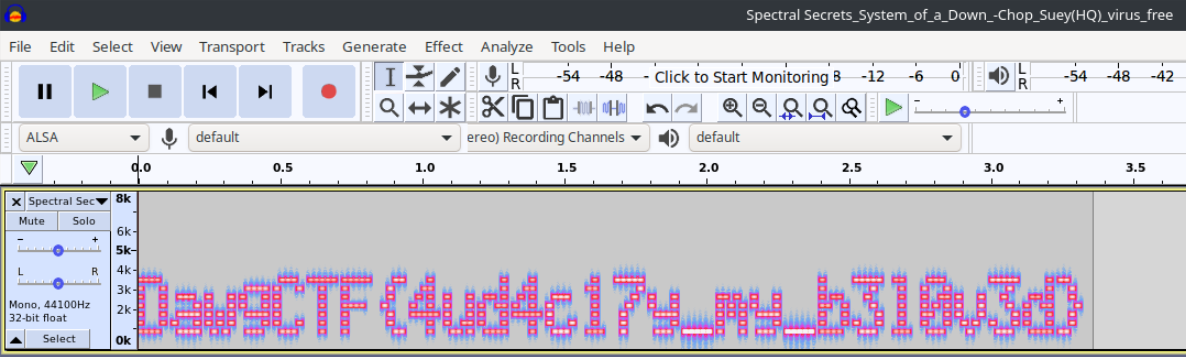 Spectral Secrets_System_of_a_Down_-Chop_Suey(HQ)_virus_free
File Edit Select View Transport Tracks Generate Effect Analyze Tools Help
L R -54 -48 - Click to Start Monitoring 8 -12 -6 0 L R -54 -48 -42
- +
ALSA default ereo) Recording Channels default
0.0 0.5 1.0 1.5 2.0 2.5 3.0 3.5
Spectral Sec 8k
Mute Solo
- + 6k
5k
L R 4k
3k
Mono, 44100Hz
32-bit float 2k
Select 0k
DawgCTF{4ud4c17y_my_b310v3d}